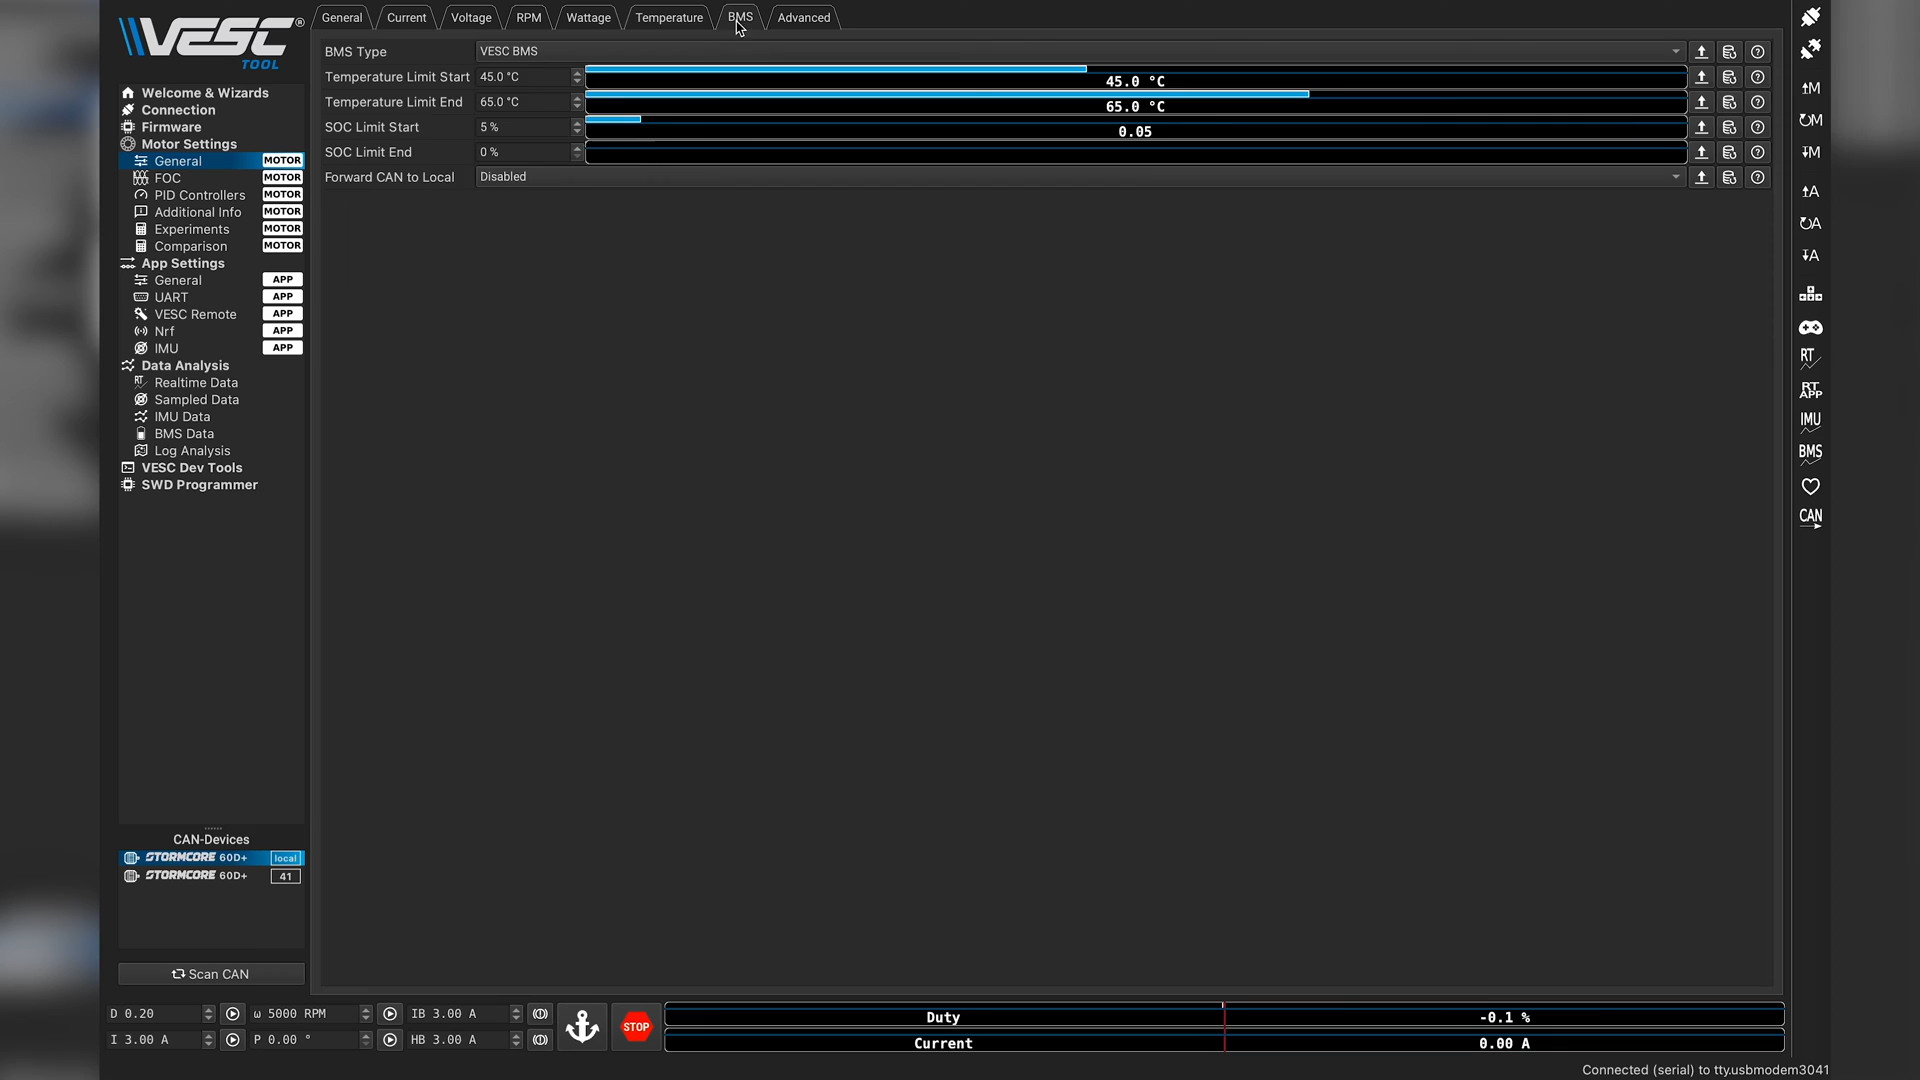 VESC®
TOOL
General
Current
Voltage
RPM
Wattage
Temperature
BMS
Advanced
BMS Type
VESC BMS
Temperature Limit Start
45.0 °C
45.0 °C
Temperature Limit End
65.0 °C
65.0 °C
SOC Limit Start
5 %
0.05
SOC Limit End
0 %
Forward CAN to Local
Disabled
Welcome & Wizards
Connection
Firmware
Motor Settings
General MOTOR
FOC MOTOR
PID Controllers MOTOR
Additional Info MOTOR
Experiments MOTOR
Comparison MOTOR
App Settings
General APP
UART APP
VESC Remote APP
Nrf APP
IMU APP
Data Analysis
RT Realtime Data
Sampled Data
IMU Data
BMS Data
Log Analysis
VESC Dev Tools
SWD Programmer
CAN-Devices
STORMCORE 60D+ local
STORMCORE 60D+ 41
Scan CAN
D 0.20
ω 5000 RPM
IB 3.00 A
I 3.00 A
P 0.00 °
HB 3.00 A
STOP
Duty
-0.1 %
Current
0.00 A
M
M
M
A
A
A
RT
RT
APP
IMU
BMS
CAN
Connected (serial) to tty.usbmodem3041